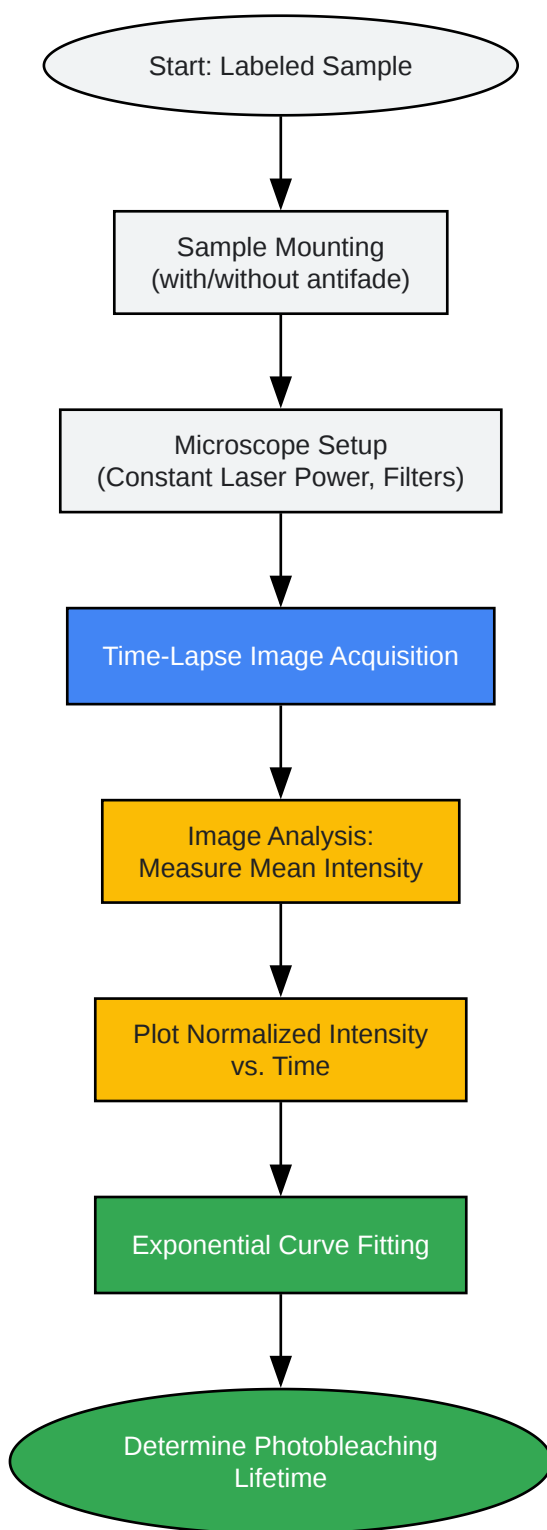 Start: Labeled Sample
Sample Mounting
(with/without antifade)
Microscope Setup
(Constant Laser Power, Filters)
Time-Lapse Image Acquisition
Image Analysis:
Measure Mean Intensity
Plot Normalized Intensity
vs. Time
Exponential Curve Fitting
Determine Photobleaching
Lifetime